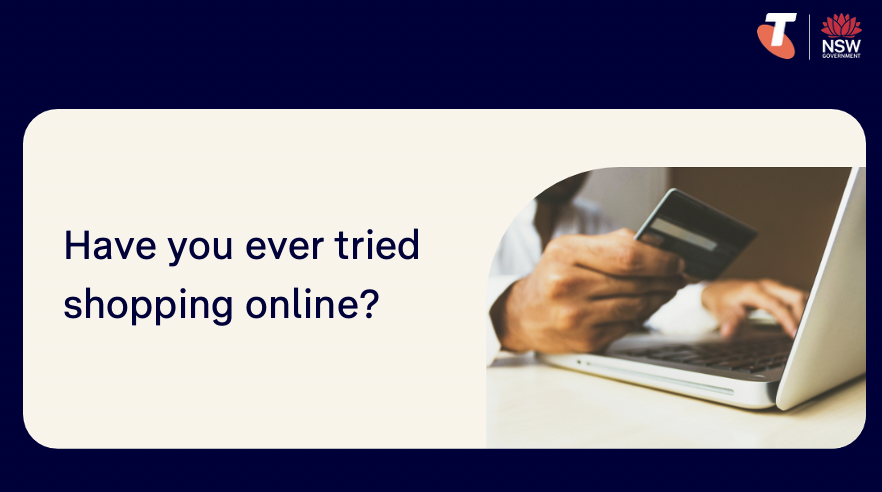 T
NSW
GOVERNMENT
Have you ever tried
shopping online?